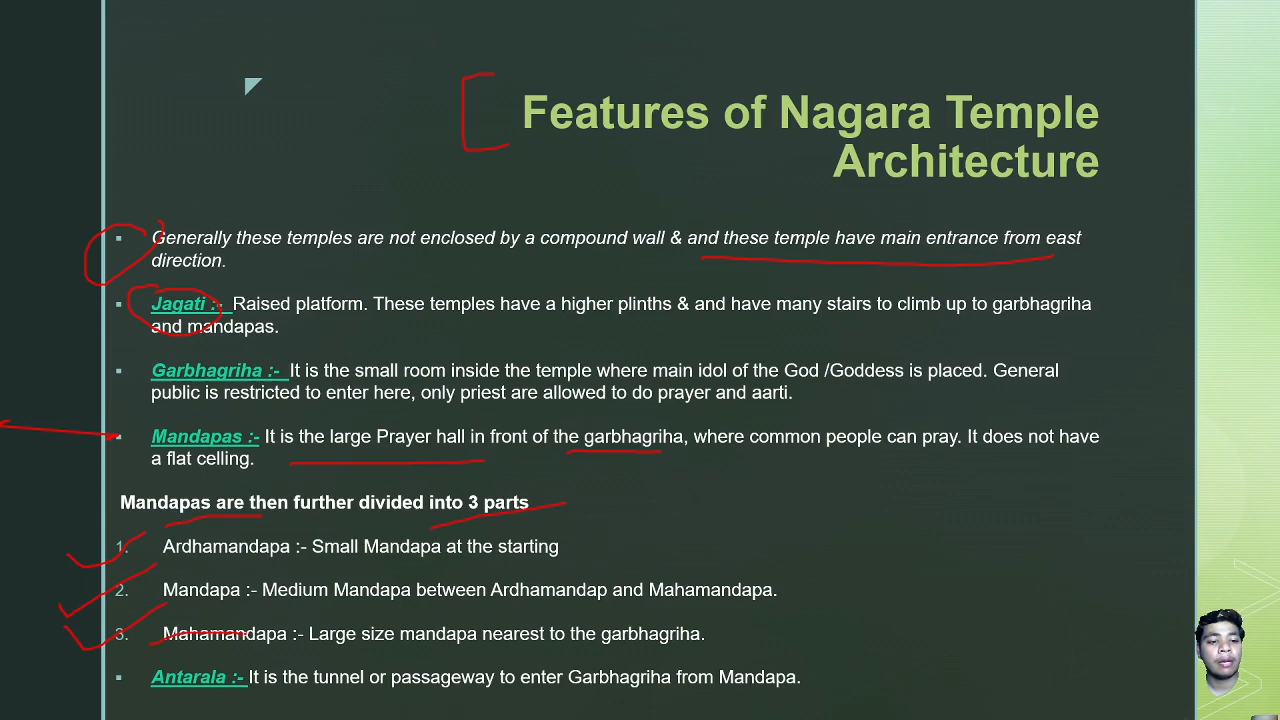 Features of Nagara Temple
Architecture
▪ Generally these temples are not enclosed by a compound wall & and these temple have main entrance from east
direction.
▪ Jagati :- Raised platform. These temples have a higher plinths & and have many stairs to climb up to garbhagriha
and mandapas.
▪ Garbhagriha :- It is the small room inside the temple where main idol of the God /Goddess is placed. General
public is restricted to enter here, only priest are allowed to do prayer and aarti.
▪ Mandapas :- It is the large Prayer hall in front of the garbhagriha, where common people can pray. It does not have
a flat celling.
Mandapas are then further divided into 3 parts
1. Ardhamandapa :- Small Mandapa at the starting
2. Mandapa :- Medium Mandapa between Ardhamandap and Mahamandapa.
3. Mahamandapa :- Large size mandapa nearest to the garbhagriha.
▪ Antarala :- It is the tunnel or passageway to enter Garbhagriha from Mandapa.